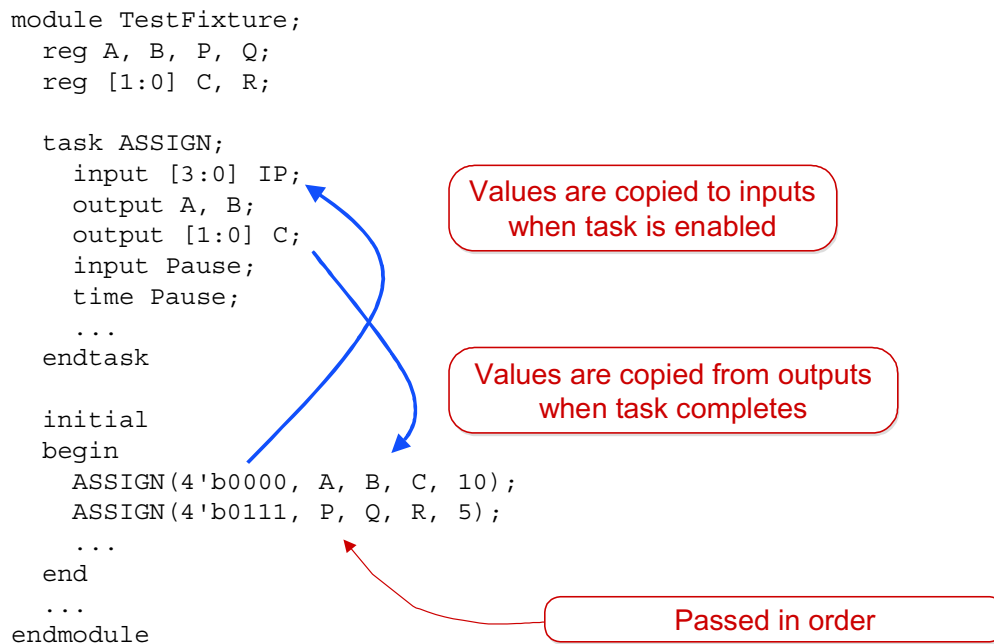 module TestFixture;
reg A, B, P, Q;
reg [1:0] C, R;
task ASSIGN;
input [3:0] IP;
output A, B;
output [1:0] C;
input Pause;
time Pause;
...
endtask
Values are copied to inputs
when task is enabled
Values are copied from outputs
when task completes
initial
begin
ASSIGN(4'b0000, A, B, C, 10);
ASSIGN(4'b0111, P, Q, R, 5);
...
end
...
endmodule
Passed in order